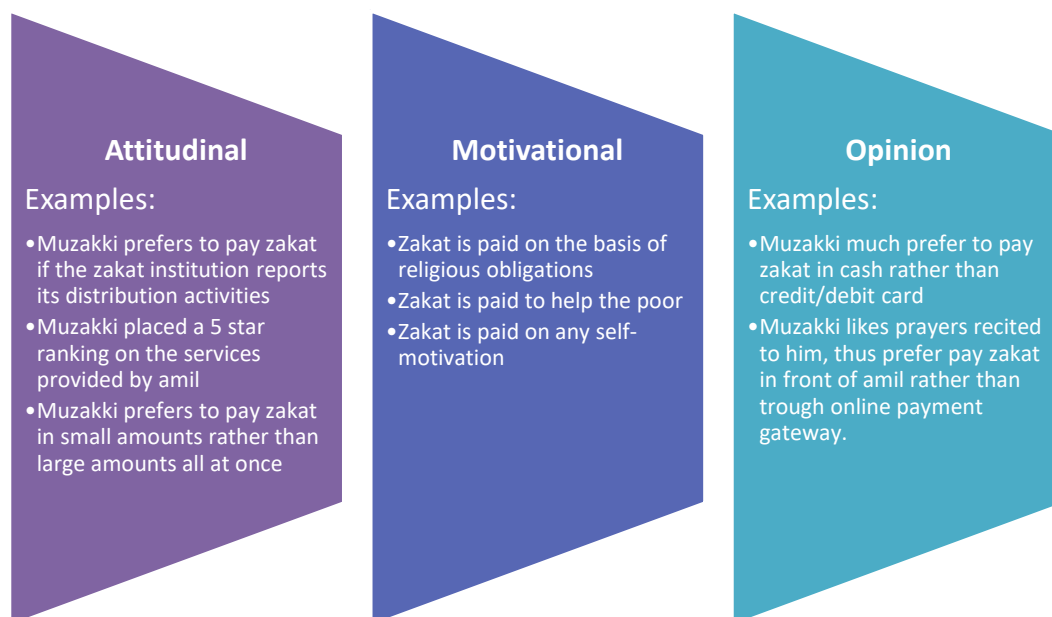 Attitudinal
Examples:
•Muzakki prefers to pay zakat
if the zakat institution reports
its distribution activities
•Muzakki placed a 5 star
ranking on the services
provided by amil
•Muzakki prefers to pay zakat
in small amounts rather than
large amounts all at once
Motivational
Examples:
•Zakat is paid on the basis of
religious obligations
•Zakat is paid to help the poor
•Zakat is paid on any self-
motivation
Opinion
Examples:
•Muzakki much prefer to pay
zakat in cash rather than
credit/debit card
•Muzakki likes prayers recited
to him, thus prefer pay zakat
in front of amil rather than
trough online payment
gateway.